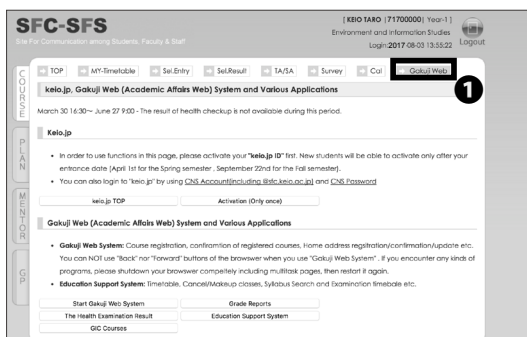 SFC-SFS
Site For Communication among Students, Faculty & Staff
[ KEIO TARO | 71700000 | Year-1 ]
Environment and Information Studies
Login:2017-08-03 13:55:22
Logout
TOP MY-Timetable Sel.Entry Sel.Result TA/SA Survey Cal Gakuji Web
1
COURSE
PLAN
MENTOR
GP
keio.jp, Gakuji Web (Academic Affairs Web) System and Various Applications
March 30 16:30~ June 27 9:00 - The result of health checkup is not available during this period.
Keio.jp
• In order to use functions in this page, please activate your "keio.jp ID" first. New students will be able to activate only after your
entrance date (April 1st for the Spring semester , September 22nd for the Fall semester).
• You can also login to "keio.jp" by using CNS Account(including @sfc.keio.ac.jp) and CNS Password
keio.jp TOP Activation (Only once)
Gakuji Web (Academic Affairs Web) System and Various Applications
• Gakuji Web System: Course registration, confiramtion of registered courses, Home address regsitration/confirmation/update etc.
You can NOT use "Back" nor "Forward" buttons of the browswer when you use "Gakuji Web System" . If you encounter any kinds of
programs, please shutdown your browswer compeltely including multitask pages, then restart it again.
• Education Support System: Timetable, Cancel/Makeup classes, Syllabus Search and Examination timebale etc.
Start Gakuji Web System Grade Reports
The Health Examination Result Education Support System
GIC Courses